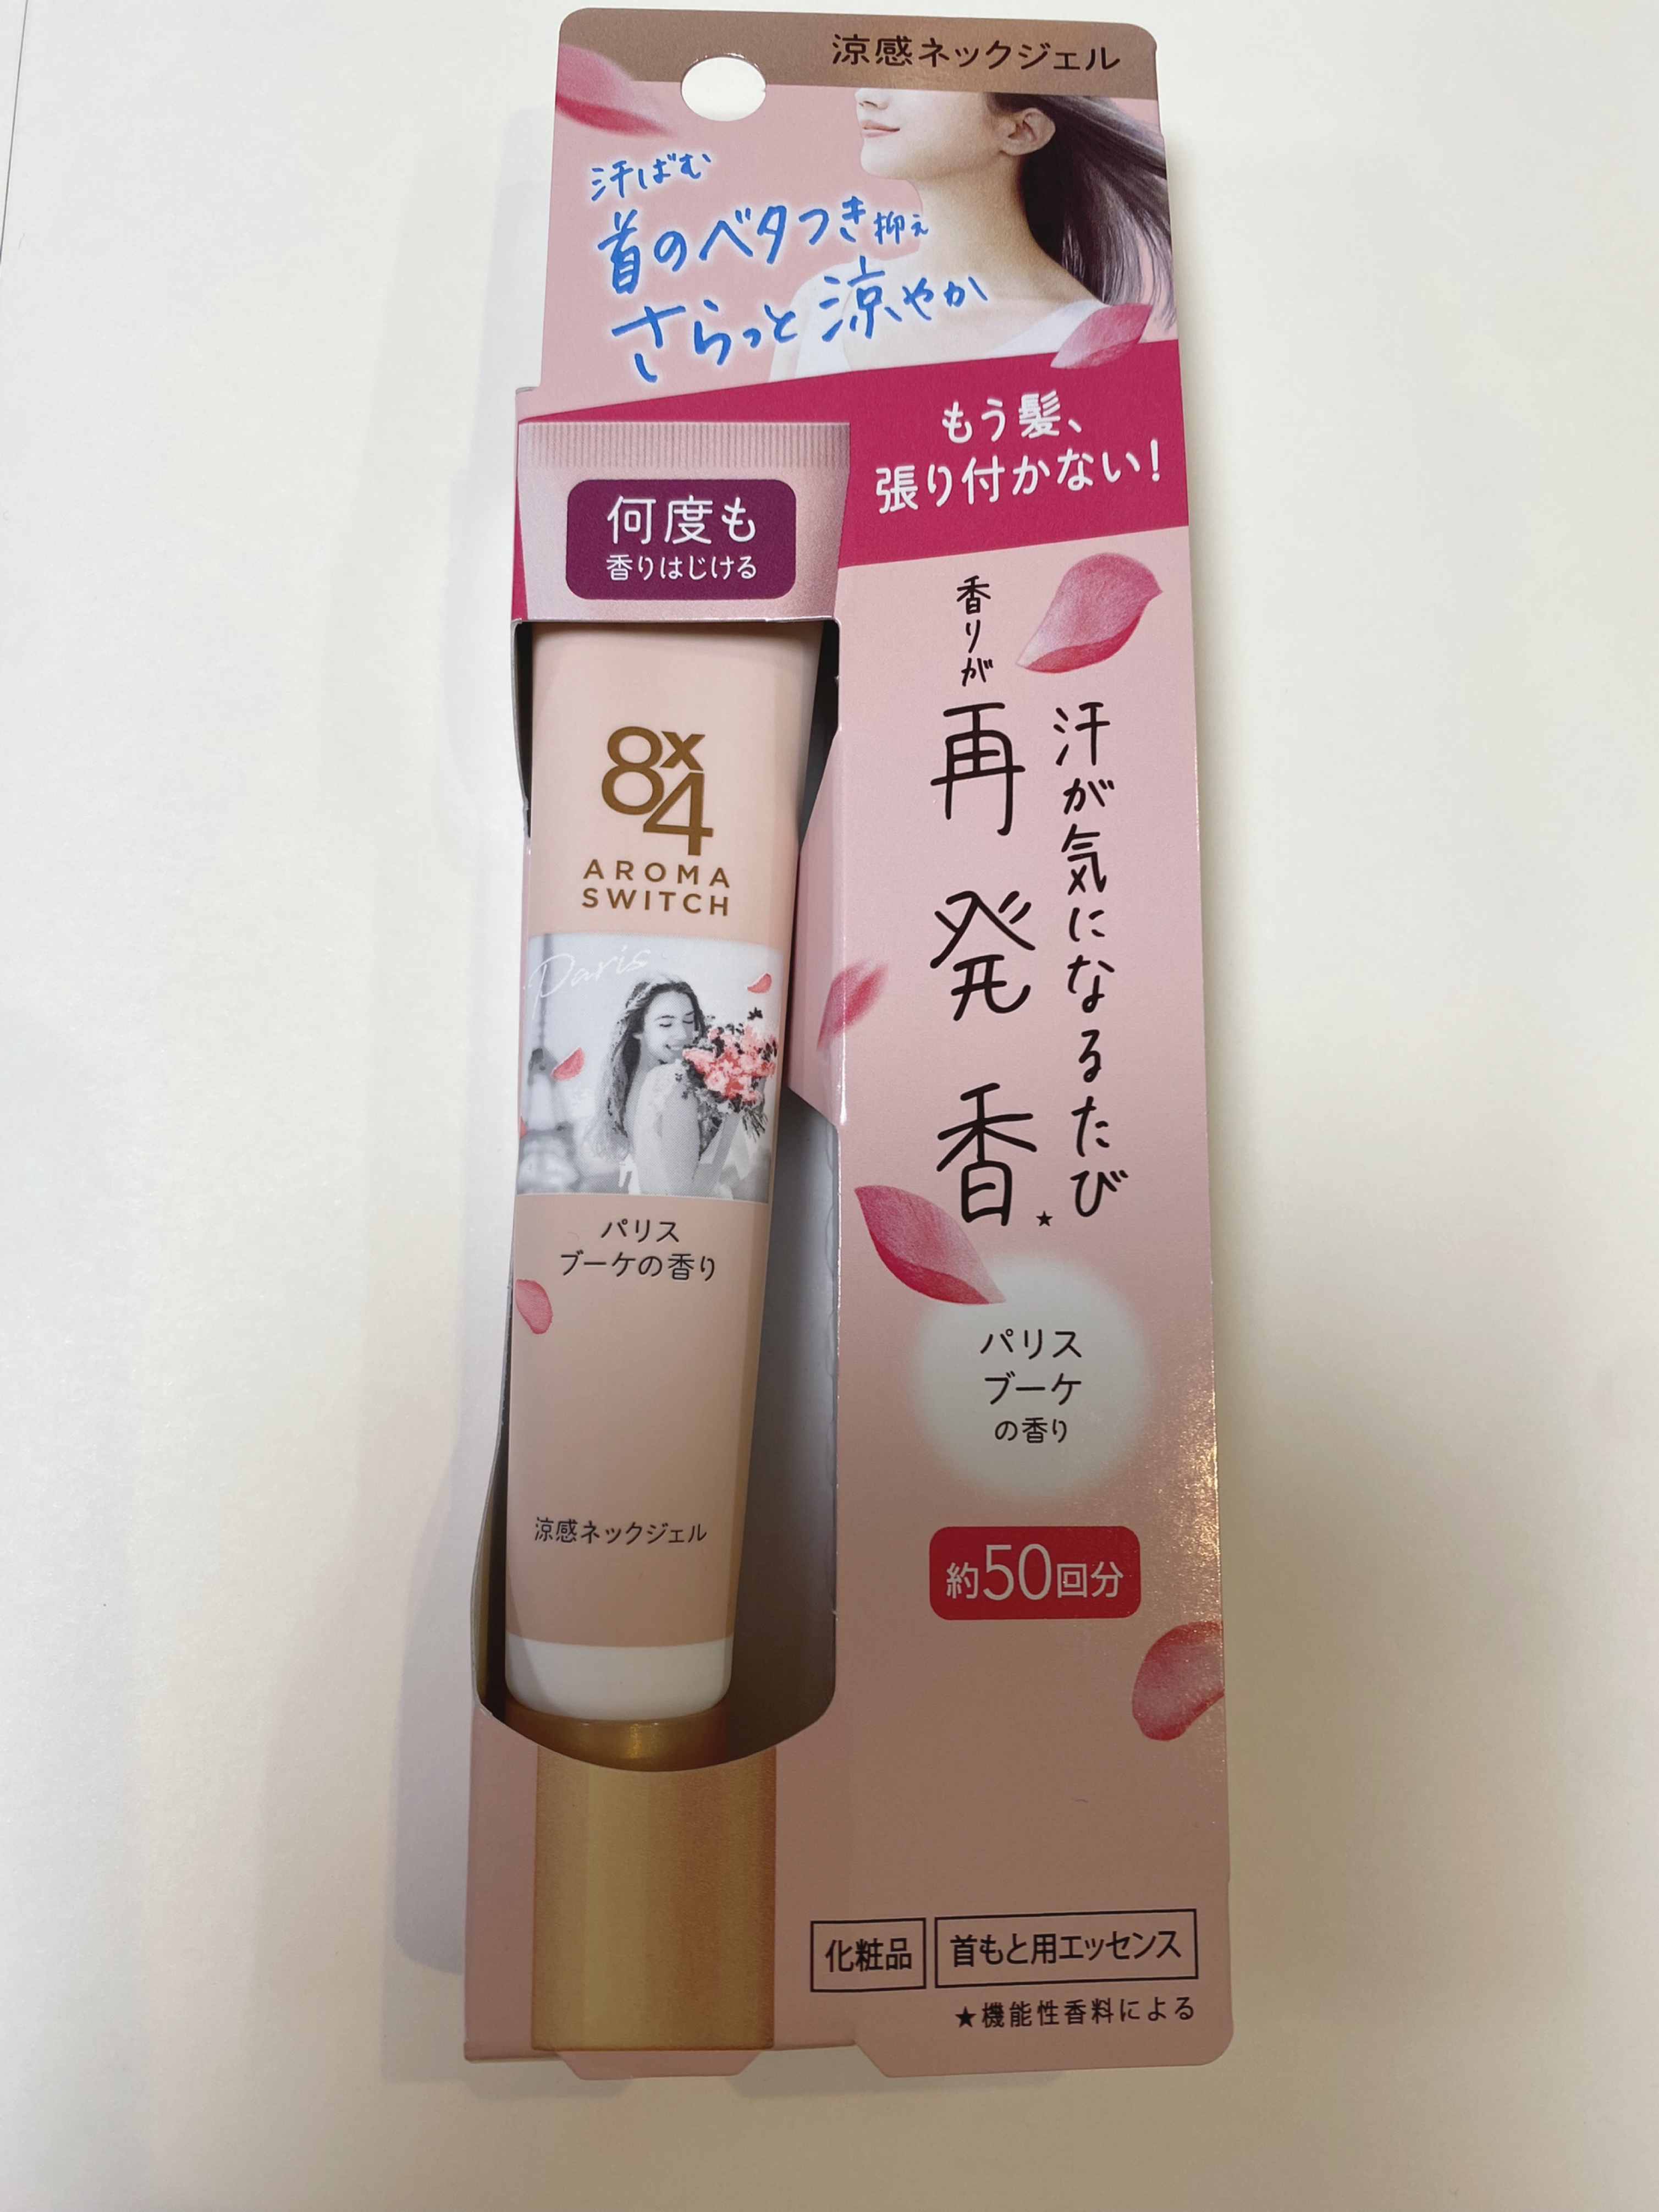 涼感ネックジェル
汗ばむ
首のベタつき抑え
さらっと涼やか
もう髪、
張り付かない!
何度も
香りはじける
汗が気になるたび
香りが
再発香★
8x4
AROMA
SWITCH
Paris
パリス
ブーケの香り
涼感ネックジェル
パリス
ブーケ
の香り
約50回分
化粧品
首もと用エッセンス
★機能性香料による